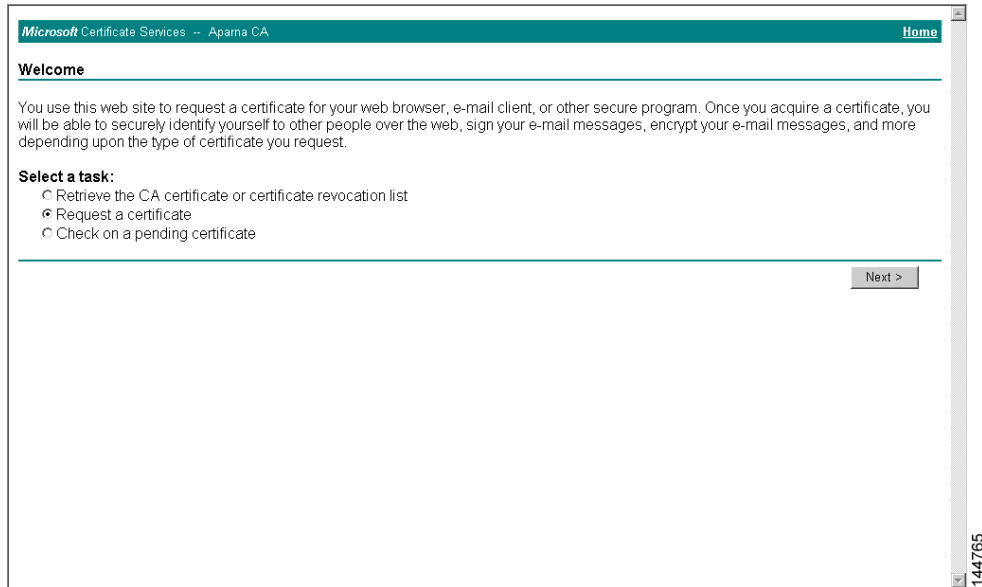 Microsoft Certificate Services -- Aparna CA Home
Welcome
You use this web site to request a certificate for your web browser, e-mail client, or other secure program. Once you acquire a certificate, you
will be able to securely identify yourself to other people over the web, sign your e-mail messages, encrypt your e-mail messages, and more
depending upon the type of certificate you request.
Select a task:
Retrieve the CA certificate or certificate revocation list
Request a certificate
Check on a pending certificate
Next >
144765